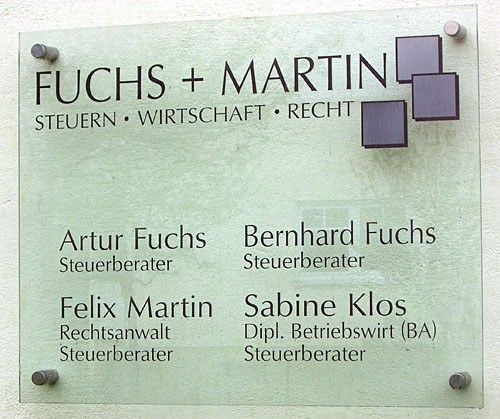 FUCHS + MARTIN
STEUERN • WIRTSCHAFT • RECHT
Artur Fuchs
Steuerberater
Bernhard Fuchs
Steuerberater
Felix Martin
Rechtsanwalt
Steuerberater
Sabine Klos
Dipl. Betriebswirt (BA)
Steuerberater